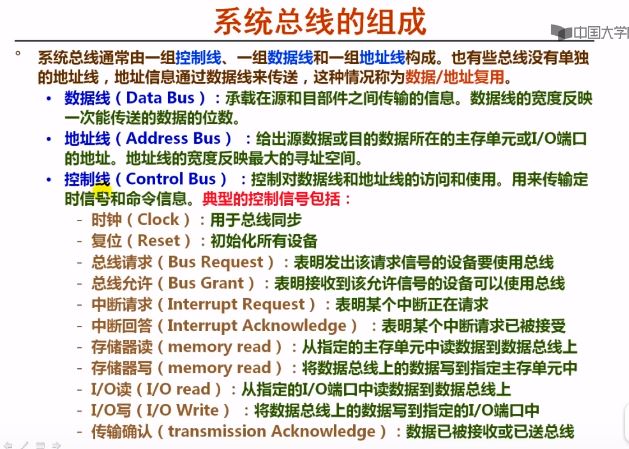 系统总线的组成
中国大学
° 系统总线通常由一组控制线、一组数据线和一组地址线构成。也有些总线没有单独
的地址线，地址信息通过数据线来传送，这种情况称为数据/地址复用。
• 数据线（Data Bus）：承载在源和目部件之间传输的信息。数据线的宽度反映
一次能传送的数据的位数。
• 地址线（Address Bus）：给出源数据或目的数据所在的主存单元或I/O端口
的地址。地址线的宽度反映最大的寻址空间。
• 控制线（Control Bus）：控制对数据线和地址线的访问和使用。用来传输定
时信号和命令信息。典型的控制信号包括：
- 时钟（Clock）：用于总线同步
- 复位（Reset）：初始化所有设备
- 总线请求（Bus Request）：表明发出该请求信号的设备要使用总线
- 总线允许（Bus Grant）：表明接收到该允许信号的设备可以使用总线
- 中断请求（Interrupt Request）：表明某个中断正在请求
- 中断回答（Interrupt Acknowledge）：表明某个中断请求已被接受
- 存储器读（memory read）：从指定的主存单元中读数据到数据总线上
- 存储器写（memory read）：将数据总线上的数据写到指定主存单元中
- I/O读（I/O read）：从指定的I/O端口中读数据到数据总线上
- I/O写（I/O Write）：将数据总线上的数据写到指定的I/O端口中
- 传输确认（transmission Acknowledge）：数据已被接收或已送总线